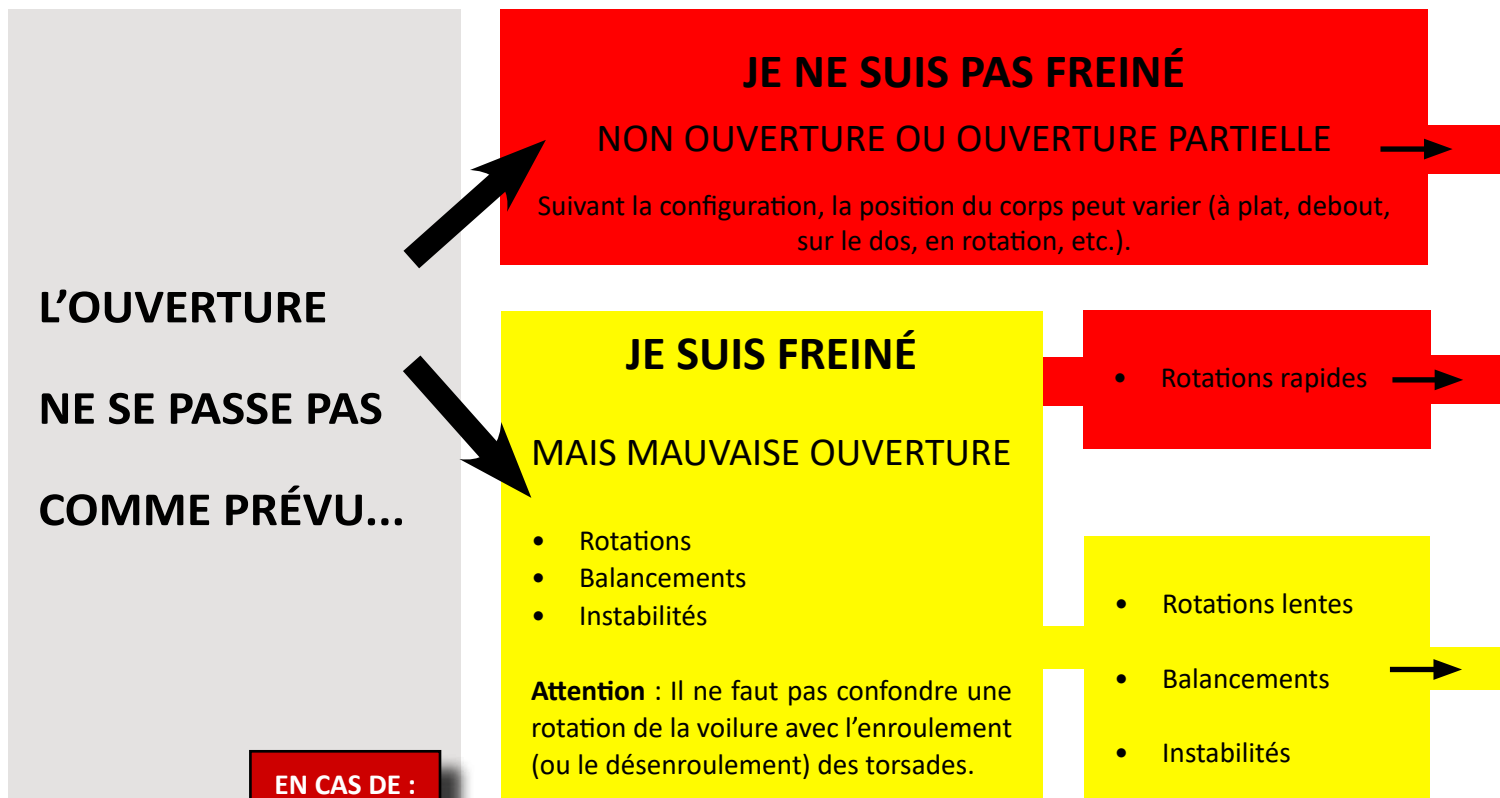 L'OUVERTURE
NE SE PASSE PAS
COMME PRÉVU...
EN CAS DE :
JE NE SUIS PAS FREINÉ
NON OUVERTURE OU OUVERTURE PARTIELLE
Suivant la configuration, la position du corps peut varier (à plat, debout,
sur le dos, en rotation, etc.).
JE SUIS FREINÉ
MAIS MAUVAISE OUVERTURE
• Rotations
• Balancements
• Instabilités
Attention : Il ne faut pas confondre une
rotation de la voilure avec l'enroulement
(ou le désenroulement) des torsades.
• Rotations rapides
• Rotations lentes
• Balancements
• Instabilités